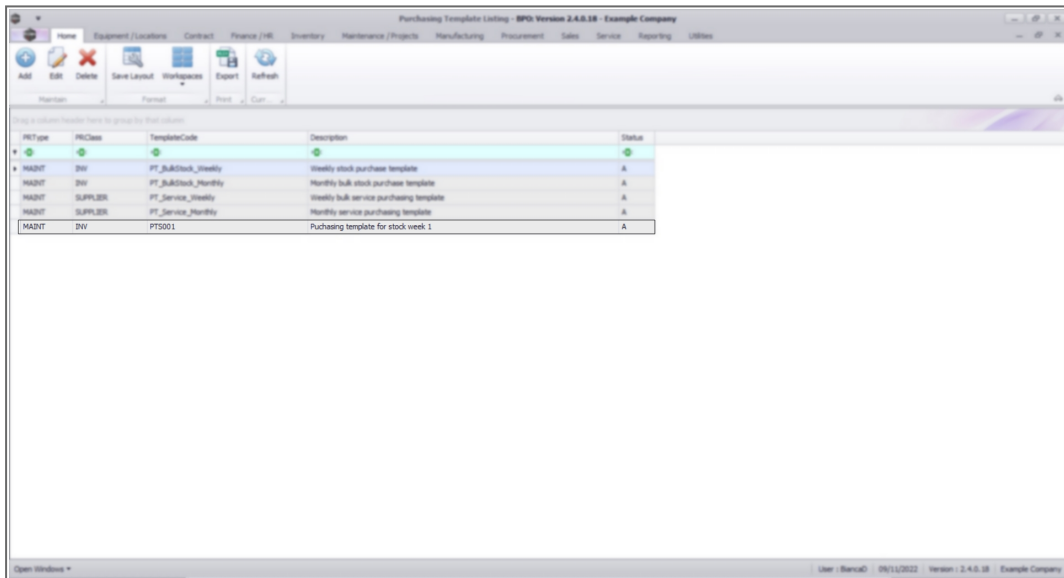 Purchasing Template Listing - BPO: Version 2.4.0.18 - Example Company
Home Equipment / Locations Contract Finance / HR Inventory Maintenance / Projects Manufacturing Procurement Sales Service Reporting Utilities
Add Edit Delete Save Layout Workspaces Export Refresh
Maintain Format Print Curr...
Drag a column header here to group by that column
PRType PRClass TemplateCode Description Status
MAINT INV PT_BulkStock_Weekly Weekly stock purchase template A
MAINT INV PT_BulkStock_Monthly Monthly bulk stock purchase template A
MAINT SUPPLIER PT_Service_Weekly Weekly bulk service purchasing template A
MAINT SUPPLIER PT_Service_Monthly Monthly service purchasing template A
MAINT INV PTS001 Puchasing template for stock week 1 A
Open Windows User : BiancaD 09/11/2022 Version : 2.4.0.18 Example Company